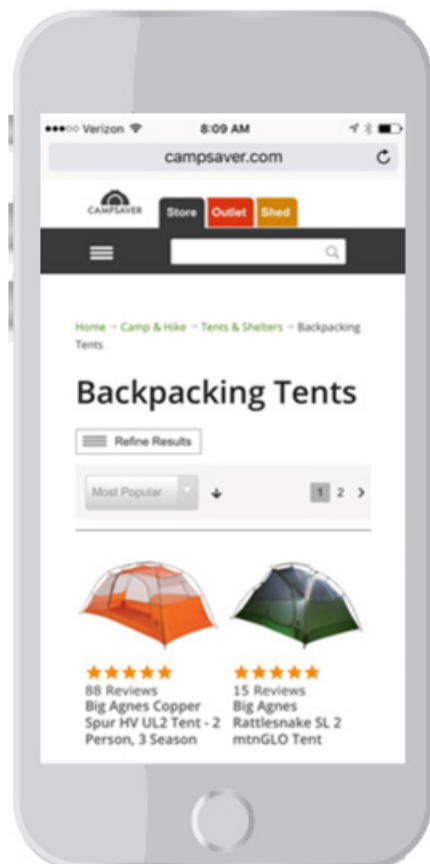 Verizon 8:09 AM
campsaver.com
CAMPSAVER Store Outlet Shed
Home → Camp & Hike → Tents & Shelters → Backpacking
Tents
Backpacking Tents
Refine Results
Most Popular 1 2 >
88 Reviews
Big Agnes Copper
Spur HV UL2 Tent - 2
Person, 3 Season
15 Reviews
Big Agnes
Rattlesnake SL 2
mtnGLO Tent